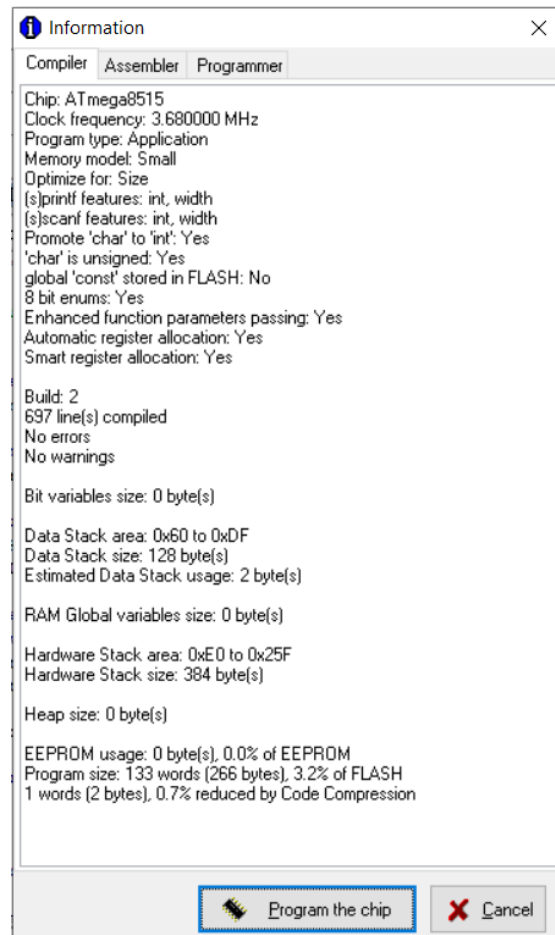 Information
Compiler Assembler Programmer
Chip: ATmega8515
Clock frequency: 3.680000 MHz
Program type: Application
Memory model: Small
Optimize for: Size
(s)printf features: int, width
(s)scanf features: int, width
Promote 'char' to 'int': Yes
'char' is unsigned: Yes
global 'const' stored in FLASH: No
8 bit enums: Yes
Enhanced function parameters passing: Yes
Automatic register allocation: Yes
Smart register allocation: Yes
Build: 2
697 line(s) compiled
No errors
No warnings
Bit variables size: 0 byte(s)
Data Stack area: 0x60 to 0xDF
Data Stack size: 128 byte(s)
Estimated Data Stack usage: 2 byte(s)
RAM Global variables size: 0 byte(s)
Hardware Stack area: 0xE0 to 0x25F
Hardware Stack size: 384 byte(s)
Heap size: 0 byte(s)
EEPROM usage: 0 byte(s), 0.0% of EEPROM
Program size: 133 words (266 bytes), 3.2% of FLASH
1 words (2 bytes), 0.7% reduced by Code Compression
Program the chip Cancel